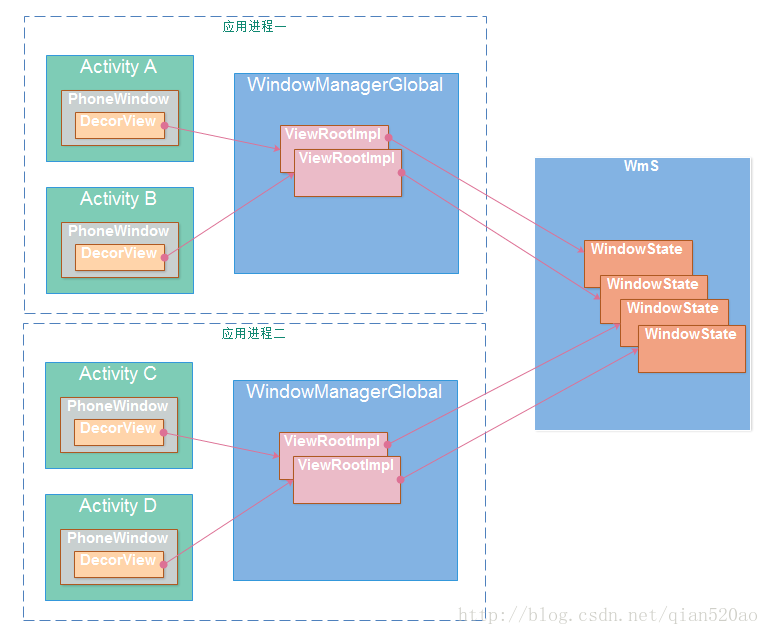 应用进程一
Activity A
PhoneWindow
DecorView
WindowManagerGlobal
ViewRootImpl
ViewRootImpl
Activity B
PhoneWindow
DecorView
WmS
WindowState
WindowState
WindowState
WindowState
应用进程二
Activity C
PhoneWindow
DecorView
WindowManagerGlobal
ViewRootImpl
ViewRootImpl
Activity D
PhoneWindow
DecorView
http://blog.csdn.net/qian520ao